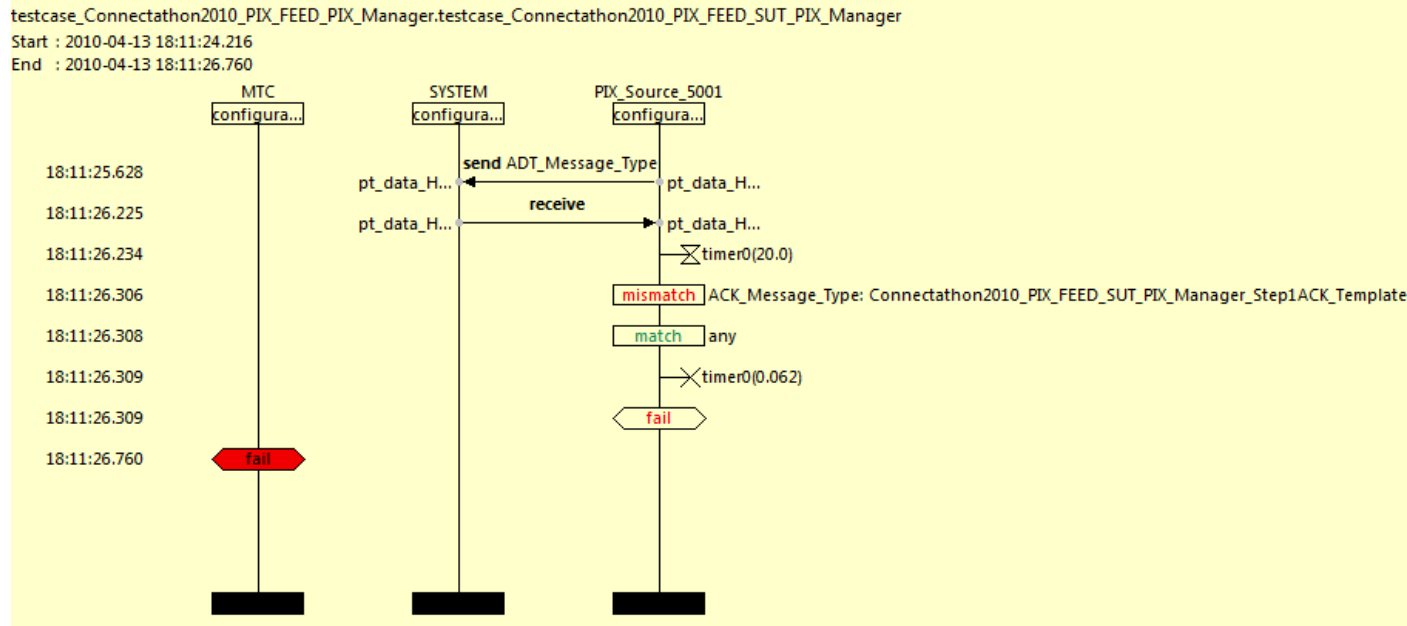 testcase_Connectathon2010_PIX_FEED_PIX_Manager.testcase_Connectathon2010_PIX_FEED_SUT_PIX_Manager
Start : 2010-04-13 18:11:24.216
End : 2010-04-13 18:11:26.760
MTC SYSTEM PIX_Source_5001
configura... configura... configura...
send ADT_Message_Type
18:11:25.628 pt_data_H... pt_data_H...
receive
18:11:26.225 pt_data_H... pt_data_H...
18:11:26.234 timer0(20.0)
18:11:26.306 mismatch ACK_Message_Type: Connectathon2010_PIX_FEED_SUT_PIX_Manager_Step1ACK_Template
18:11:26.308 match any
18:11:26.309 timer0(0.062)
18:11:26.309 fail
18:11:26.760 fail